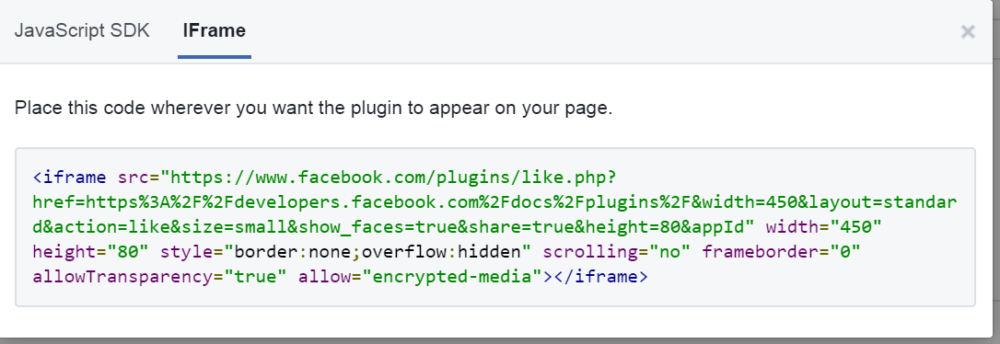 JavaScript SDK IFrame ×
Place this code wherever you want the plugin to appear on your page.
<iframe src="https://www.facebook.com/plugins/like.php?
href=https%3A%2F%2Fdevelopers.facebook.com%2Fdocs%2Fplugins%2F&width=450&layout=standar
d&action=like&size=small&show_faces=true&share=true&height=80&appId" width="450"
height="80" style="border:none;overflow:hidden" scrolling="no" frameborder="0"
allowTransparency="true" allow="encrypted-media"></iframe>